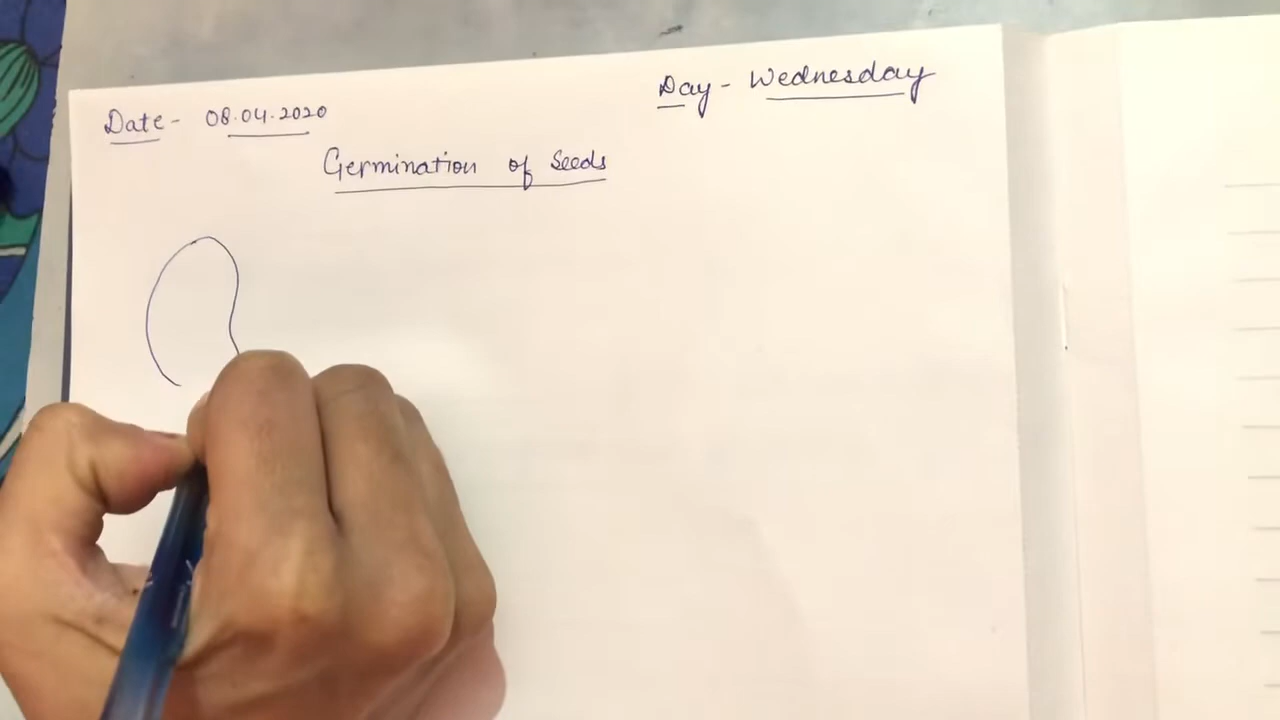 Date - 08.04.2020
Day - Wednesday
Germination of Seeds